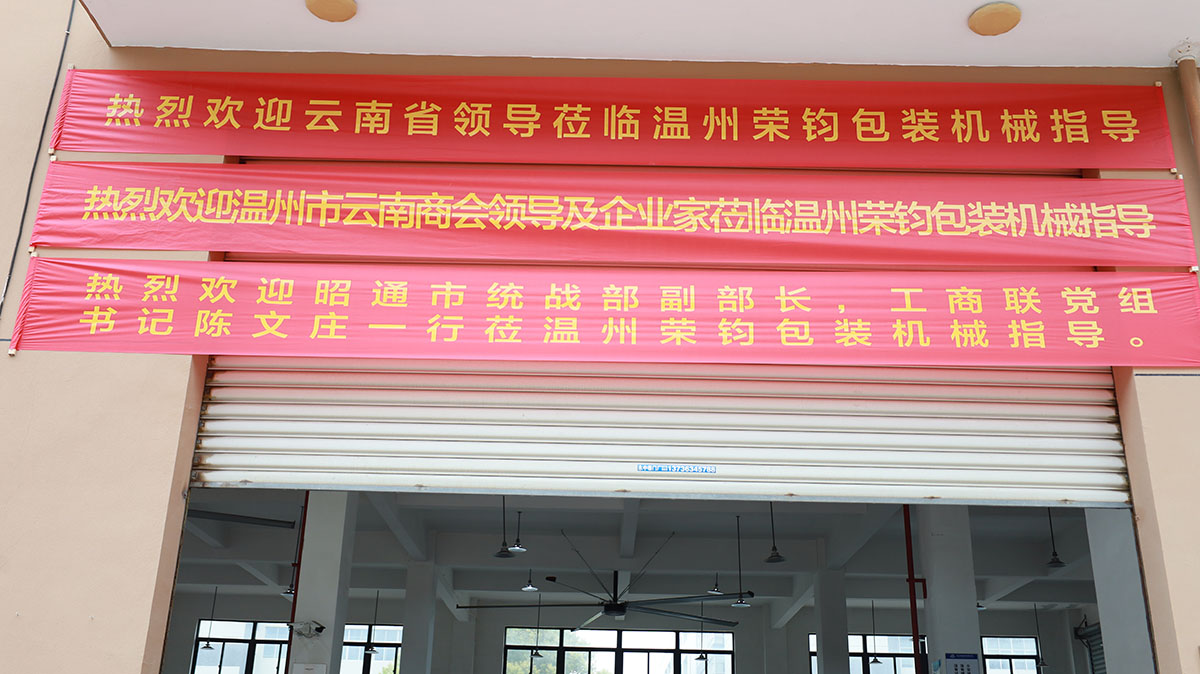 热烈欢迎云南省领导莅临温州荣钧包装机械指导
热烈欢迎温州市云南商会领导及企业家莅临温州荣钧包装机械指导
热烈欢迎昭通市统战部副部长，工商联党组
书记陈文庄一行莅温州荣钧包装机械指导。